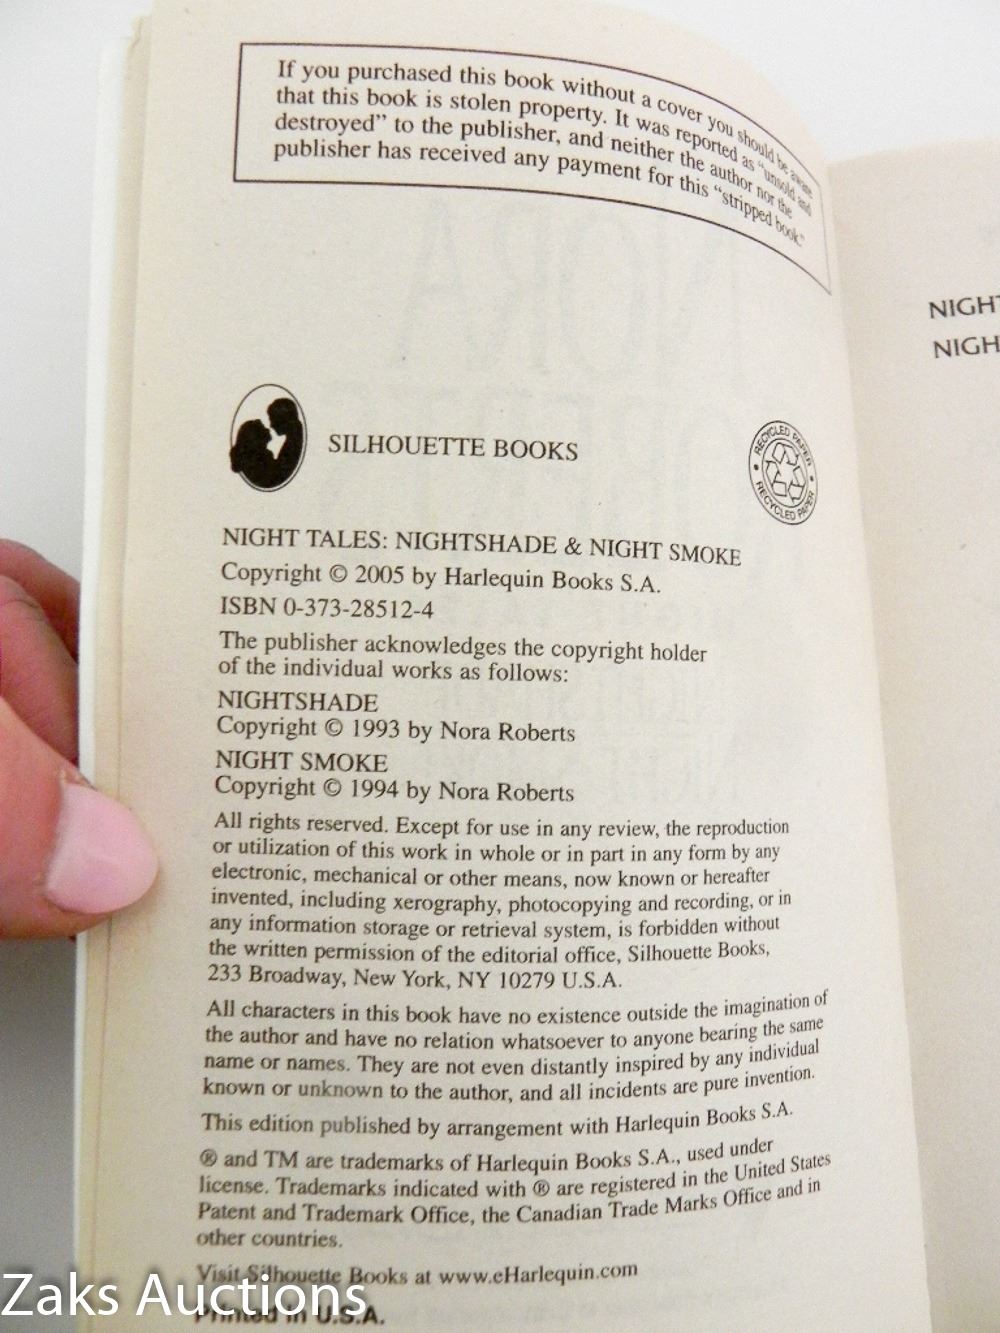 If you purchased this book without a cover you should be aware
that this book is stolen property. It was reported as “unsold and
destroyed” to the publisher, and neither the author nor the
publisher has received any payment for this “stripped book.”
SILHOUETTE BOOKS
RECYCLED PAPER
RECYCLED PAPER
NIGHT TALES: NIGHTSHADE & NIGHT SMOKE
Copyright © 2005 by Harlequin Books S.A.
ISBN 0-373-28512-4
The publisher acknowledges the copyright holder
of the individual works as follows:
NIGHTSHADE
Copyright © 1993 by Nora Roberts
NIGHT SMOKE
Copyright © 1994 by Nora Roberts
All rights reserved. Except for use in any review, the reproduction
or utilization of this work in whole or in part in any form by any
electronic, mechanical or other means, now known or hereafter
invented, including xerography, photocopying and recording, or in
any information storage or retrieval system, is forbidden without
the written permission of the editorial office, Silhouette Books,
233 Broadway, New York, NY 10279 U.S.A.
All characters in this book have no existence outside the imagination of
the author and have no relation whatsoever to anyone bearing the same
name or names. They are not even distantly inspired by any individual
known or unknown to the author, and all incidents are pure invention.
This edition published by arrangement with Harlequin Books S.A.
® and TM are trademarks of Harlequin Books S.A., used under
license. Trademarks indicated with ® are registered in the United States
Patent and Trademark Office, the Canadian Trade Marks Office and in
other countries.
Visit Silhouette Books at www.eHarlequin.com
Printed in U.S.A.
Zaks Auctions
NIGHT
NIGH